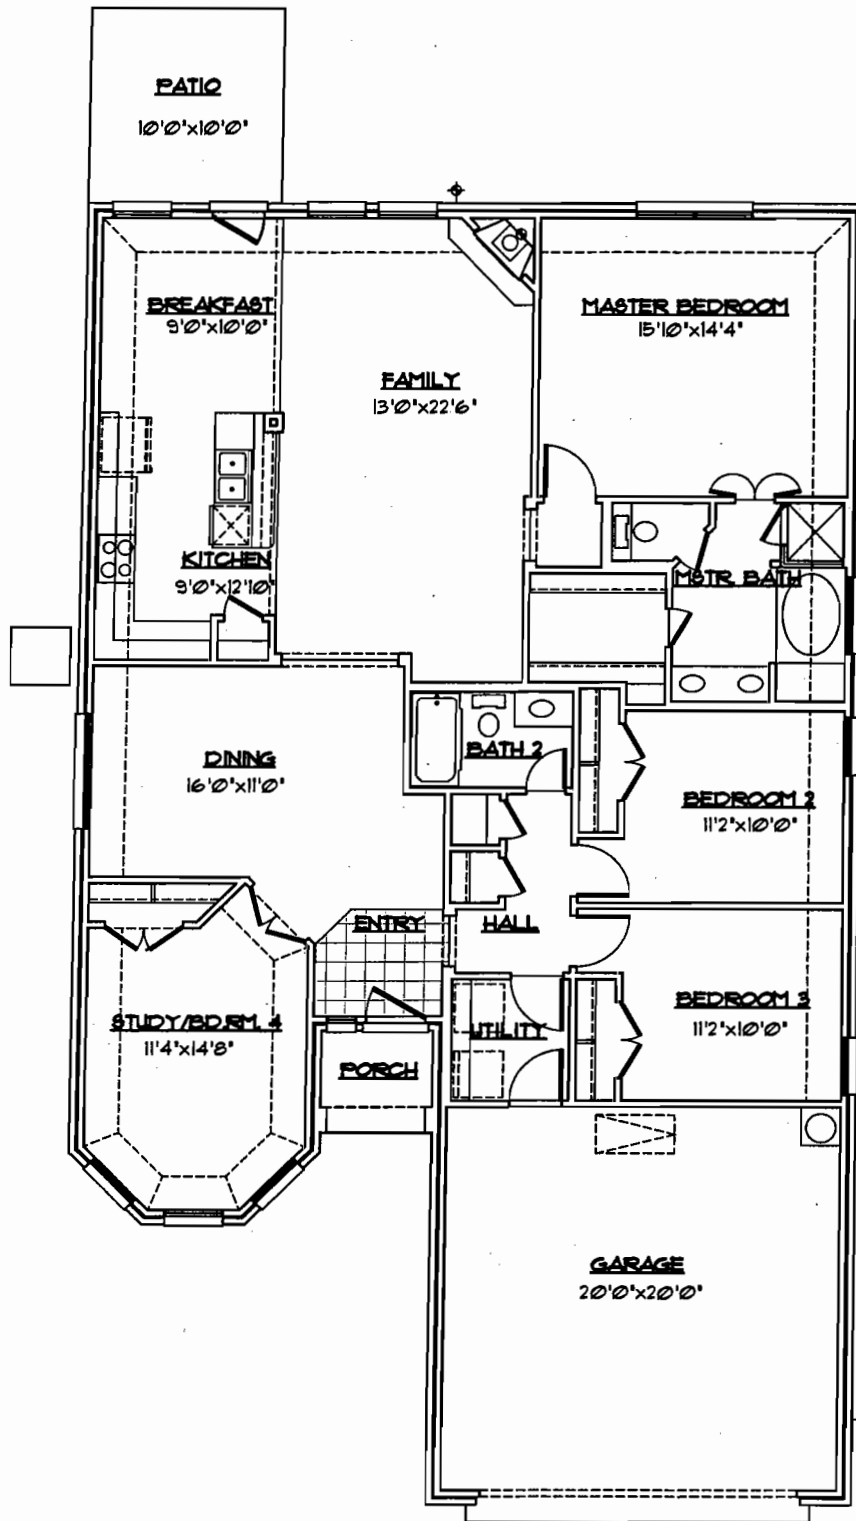 PATIO
10'0"x10'0"
BREAKFAST
9'0"x10'0"
MASTER BEDROOM
15'10"x14'4"
FAMILY
13'0"x22'6"
KITCHEN
9'0"x12'10"
MSTR. BATH
DINING
16'0"x11'0"
BATH 2
BEDROOM 2
11'2"x10'0"
ENTRY
HALL
STUDY/BD.RM. 4
11'4"x14'8"
UTILITY
BEDROOM 3
11'2"x10'0"
PORCH
GARAGE
20'0"x20'0"